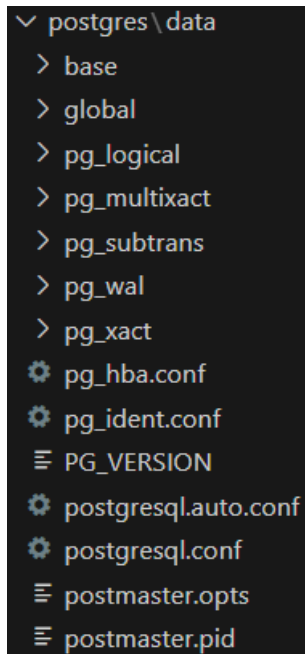 postgres\data
base
global
pg_logical
pg_multixact
pg_subtrans
pg_wal
pg_xact
pg_hba.conf
pg_ident.conf
PG_VERSION
postgresql.auto.conf
postgresql.conf
postmaster.opts
postmaster.pid